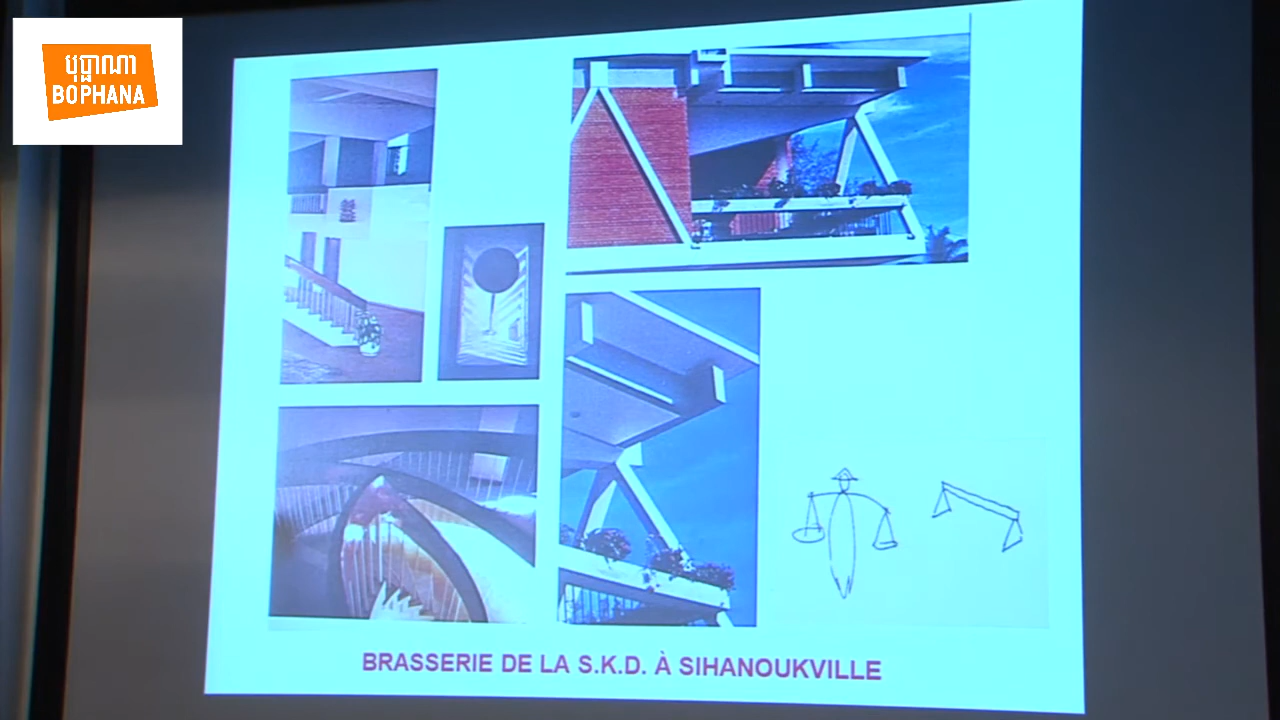 បុប្ផាណា
BOPHANA
BRASSERIE DE LA S.K.D. À SIHANOUKVILLE